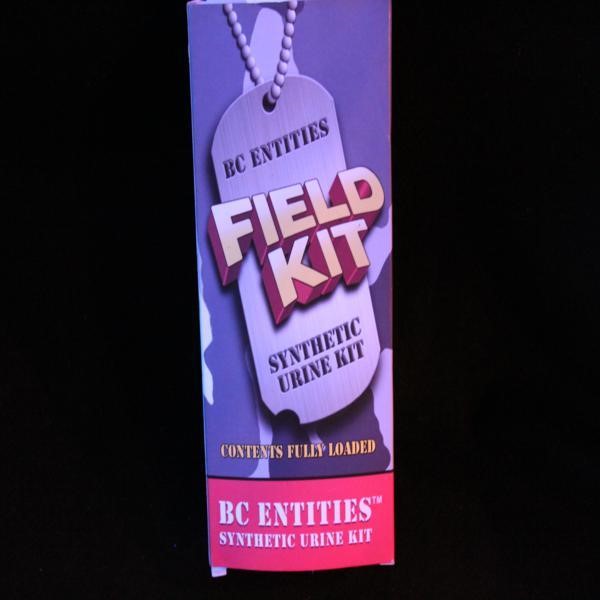 BC ENTITIES
FIELD
KIT
SYNTHETIC
URINE KIT
CONTENTS FULLY LOADED
BC ENTITIES™
SYNTHETIC URINE KIT